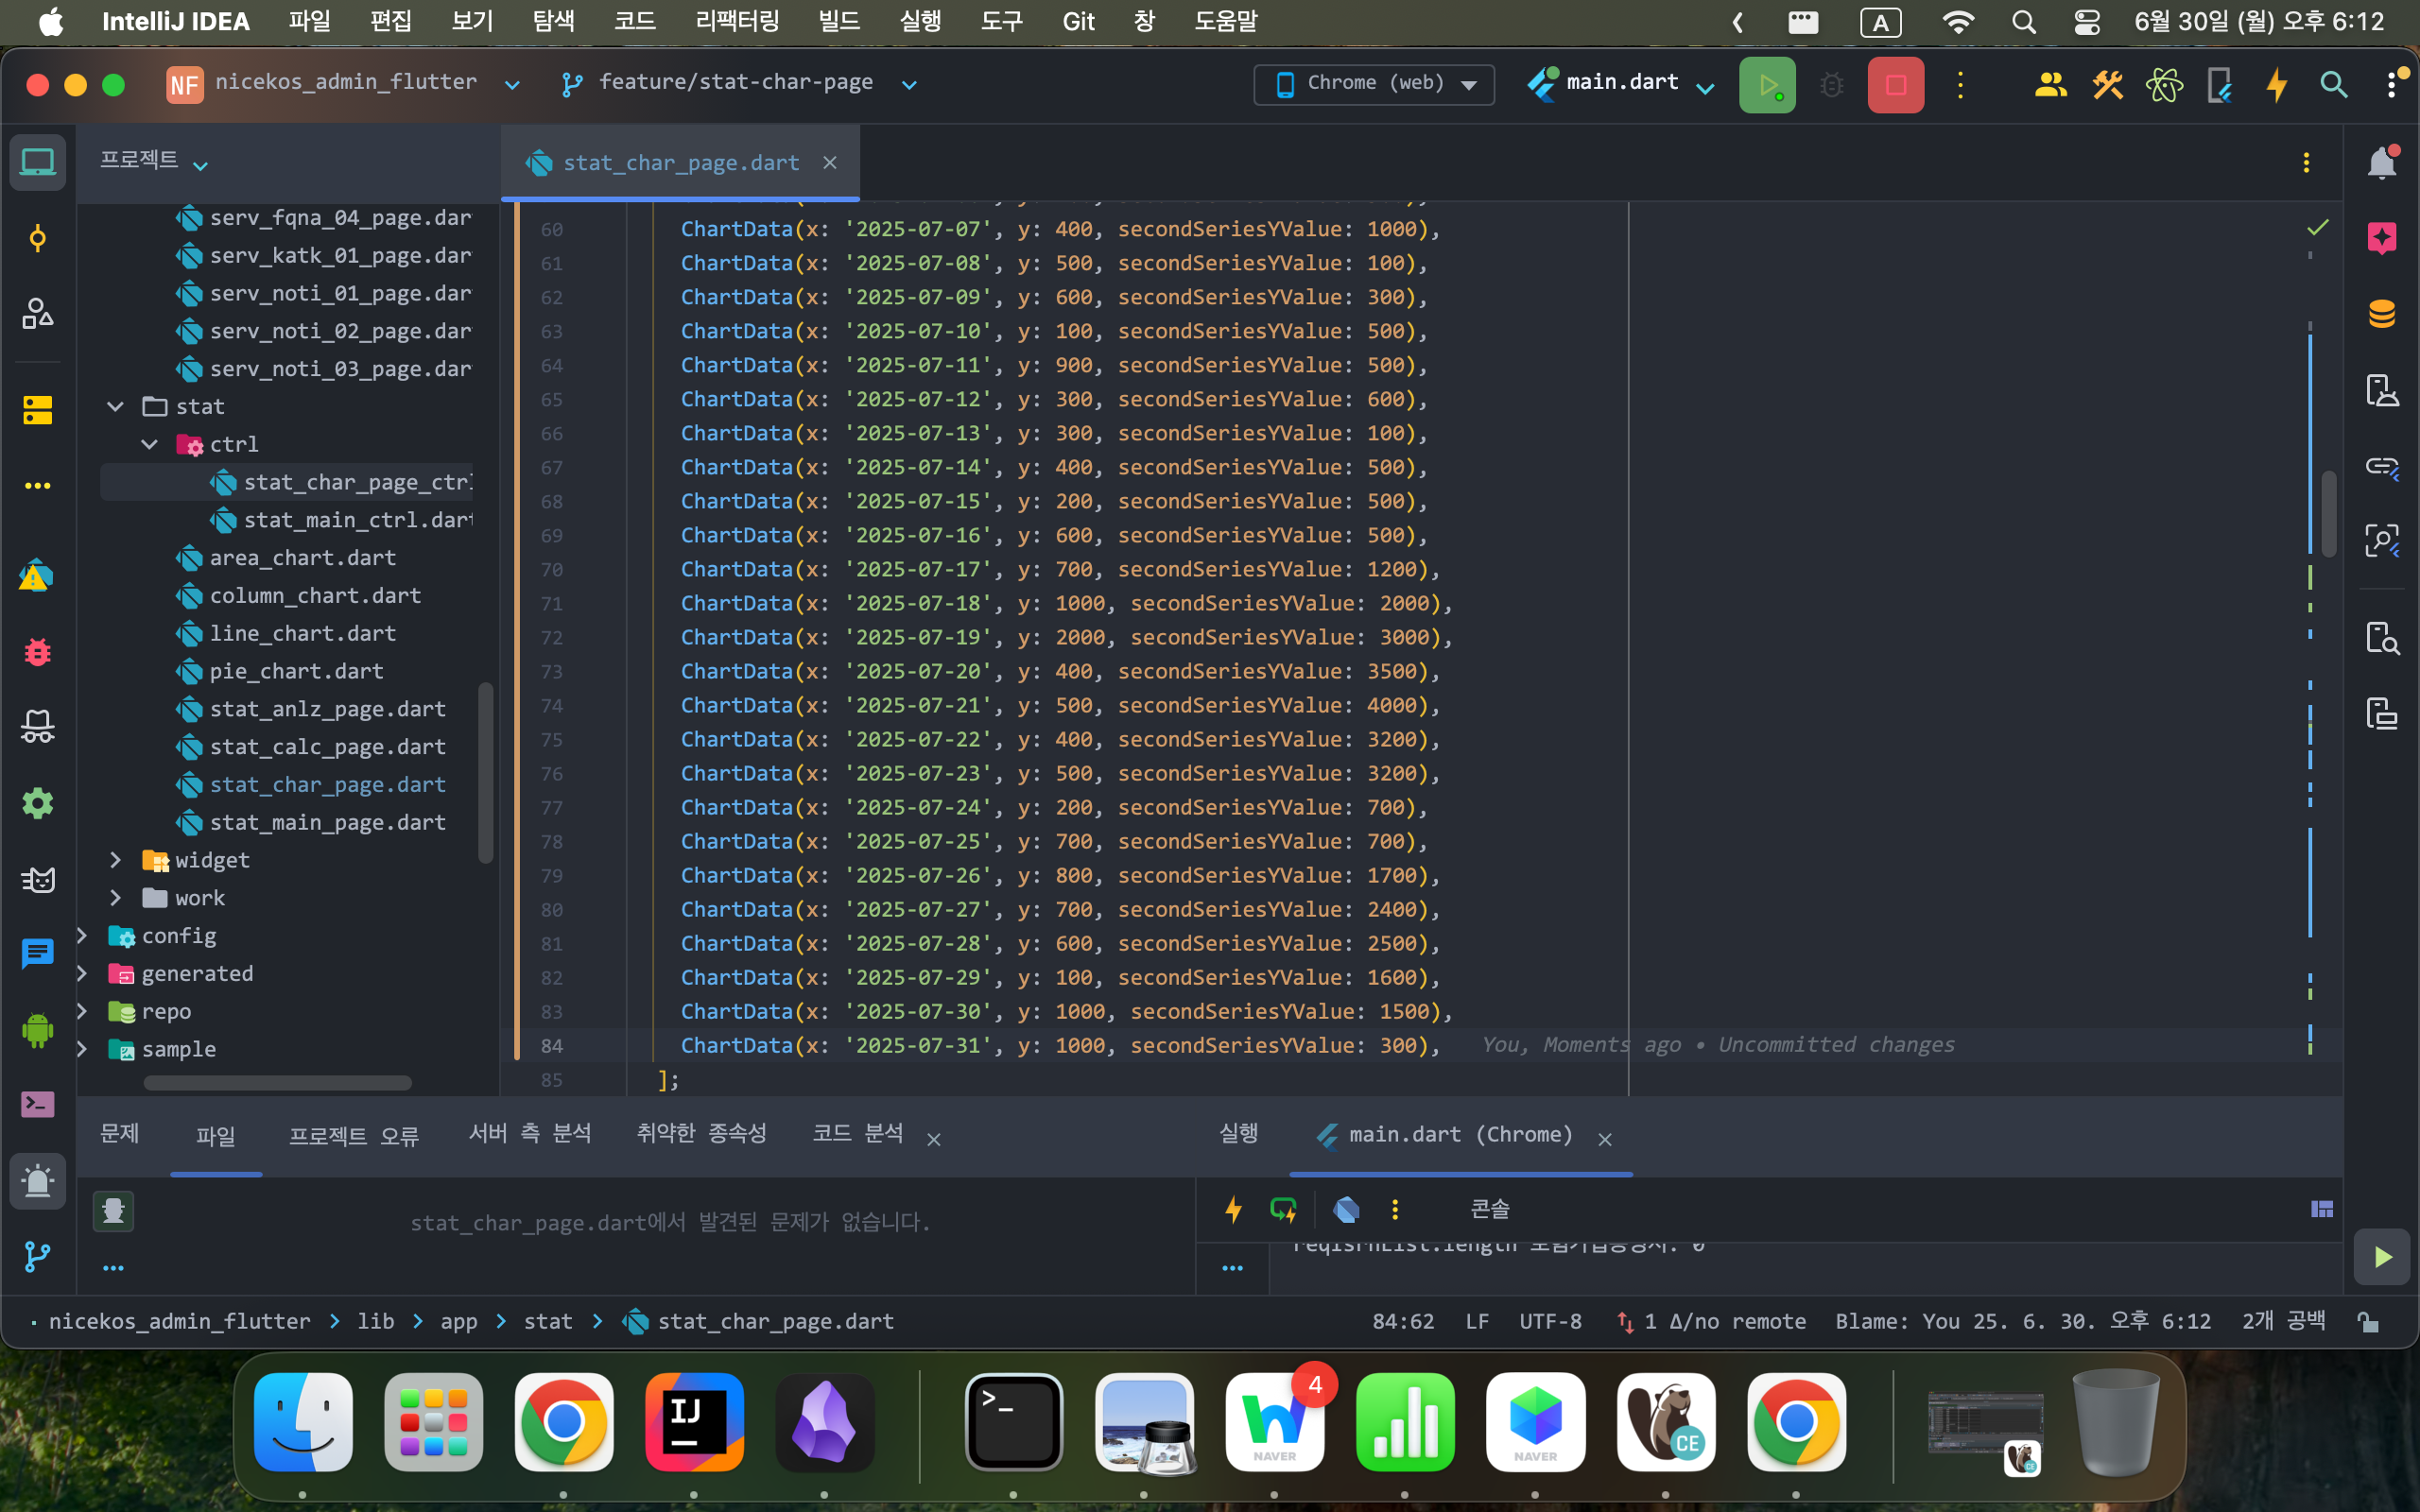 IntelliJ IDEA 파일 편집 보기 탐색 코드 리팩터링 빌드 실행 도구 Git 창 도움말 A 6월 30일 (월) 오후 6:12
NF nicekos_admin_flutter feature/stat-char-page Chrome (web) main.dart
프로젝트
stat_char_page.dart
serv_fqna_04_page.dar
serv_katk_01_page.dar
serv_noti_01_page.dar
serv_noti_02_page.dar
serv_noti_03_page.dar
stat
ctrl
stat_char_page_ctrl
stat_main_ctrl.dart
area_chart.dart
column_chart.dart
line_chart.dart
pie_chart.dart
stat_anlz_page.dart
stat_calc_page.dart
stat_char_page.dart
stat_main_page.dart
widget
work
config
generated
repo
sample
60 ChartData(x: '2025-07-07', y: 400, secondSeriesYValue: 1000),
61 ChartData(x: '2025-07-08', y: 500, secondSeriesYValue: 100),
62 ChartData(x: '2025-07-09', y: 600, secondSeriesYValue: 300),
63 ChartData(x: '2025-07-10', y: 100, secondSeriesYValue: 500),
64 ChartData(x: '2025-07-11', y: 900, secondSeriesYValue: 500),
65 ChartData(x: '2025-07-12', y: 300, secondSeriesYValue: 600),
66 ChartData(x: '2025-07-13', y: 300, secondSeriesYValue: 100),
67 ChartData(x: '2025-07-14', y: 400, secondSeriesYValue: 500),
68 ChartData(x: '2025-07-15', y: 200, secondSeriesYValue: 500),
69 ChartData(x: '2025-07-16', y: 600, secondSeriesYValue: 500),
70 ChartData(x: '2025-07-17', y: 700, secondSeriesYValue: 1200),
71 ChartData(x: '2025-07-18', y: 1000, secondSeriesYValue: 2000),
72 ChartData(x: '2025-07-19', y: 2000, secondSeriesYValue: 3000),
73 ChartData(x: '2025-07-20', y: 400, secondSeriesYValue: 3500),
74 ChartData(x: '2025-07-21', y: 500, secondSeriesYValue: 4000),
75 ChartData(x: '2025-07-22', y: 400, secondSeriesYValue: 3200),
76 ChartData(x: '2025-07-23', y: 500, secondSeriesYValue: 3200),
77 ChartData(x: '2025-07-24', y: 200, secondSeriesYValue: 700),
78 ChartData(x: '2025-07-25', y: 700, secondSeriesYValue: 700),
79 ChartData(x: '2025-07-26', y: 800, secondSeriesYValue: 1700),
80 ChartData(x: '2025-07-27', y: 700, secondSeriesYValue: 2400),
81 ChartData(x: '2025-07-28', y: 600, secondSeriesYValue: 2500),
82 ChartData(x: '2025-07-29', y: 100, secondSeriesYValue: 1600),
83 ChartData(x: '2025-07-30', y: 1000, secondSeriesYValue: 1500),
84 ChartData(x: '2025-07-31', y: 1000, secondSeriesYValue: 300), You, Moments ago • Uncommitted changes
85 ];
문제 파일 프로젝트 오류 서버 측 분석 취약한 종속성 코드 분석
stat_char_page.dart에서 발견된 문제가 없습니다.
실행 main.dart (Chrome)
콘솔
nicekos_admin_flutter lib app stat stat_char_page.dart 84:62 LF UTF-8 1 Δ/no remote Blame: You 25. 6. 30. 오후 6:12 2개 공백
IJ
NAVER
4
NAVER
CE
CE